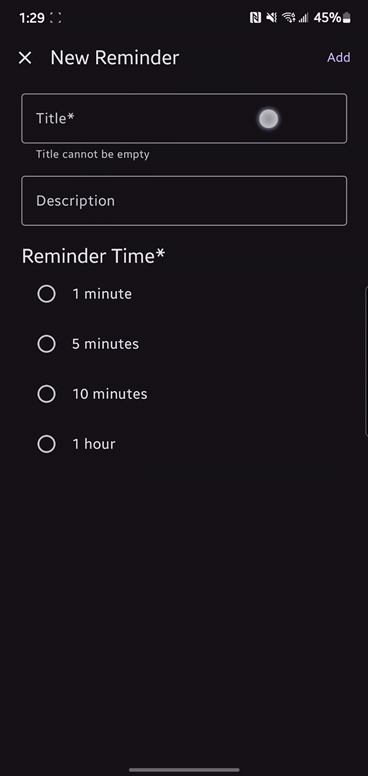 1:29 45%
New Reminder Add
Title*
Title cannot be empty
Description
Reminder Time*
1 minute
5 minutes
10 minutes
1 hour